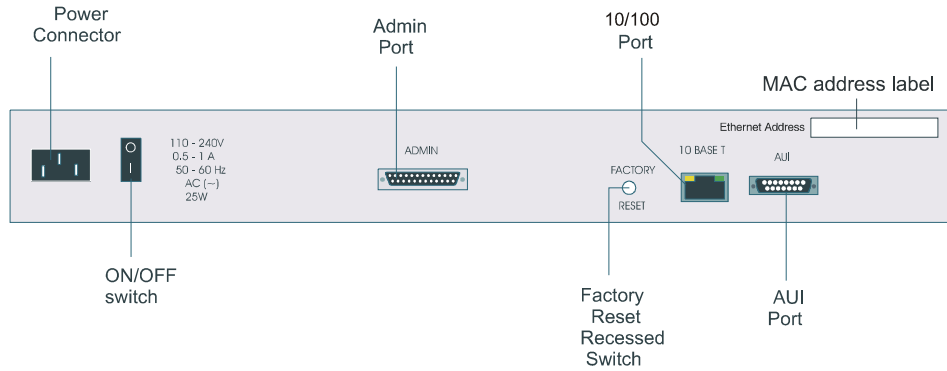 Power
Connector
Admin
Port
10/100
Port
MAC address label
Ethernet Address
110 - 240V
0.5 - 1 A
50 - 60 Hz
AC (~)
25W
ADMIN
FACTORY
RESET
10 BASE T
AUI
ON/OFF
switch
Factory
Reset
Recessed
Switch
AUI
Port